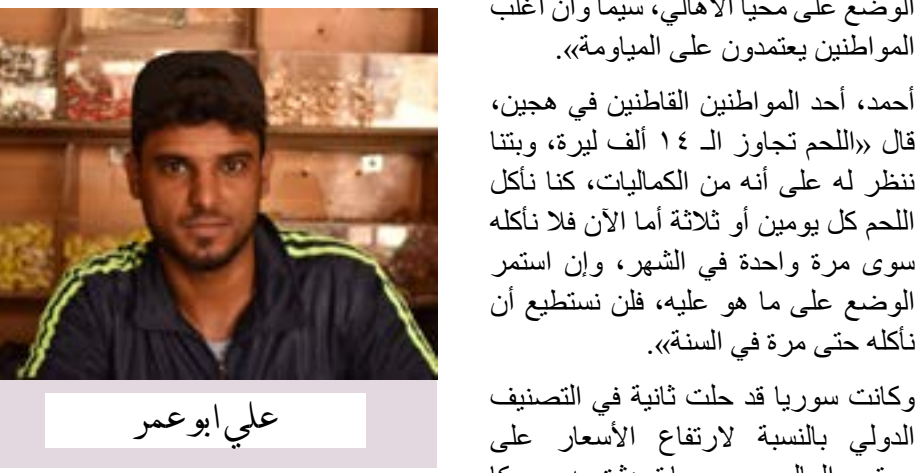 الوضع على محيا الأهالي، سيما وأن أغلب
المواطنين يعتمدون على المياومة».
أحمد، أحد المواطنين القاطنين في هجين،
قال «اللحم تجاوز الـ ١٤ ألف ليرة، وبتنا
ننظر له على أنه من الكماليات، كنا نأكل
اللحم كل يومين أو ثلاثة أما الآن فلا نأكله
سوى مرة واحدة في الشهر، وإن استمر
الوضع على ما هو عليه، فلن نستطيع أن
نأكله حتى مرة في السنة».
وكانت سوريا قد حلت ثانية في التصنيف
الدولي بالنسبة لارتفاع الأسعار على
علي ابو عمر